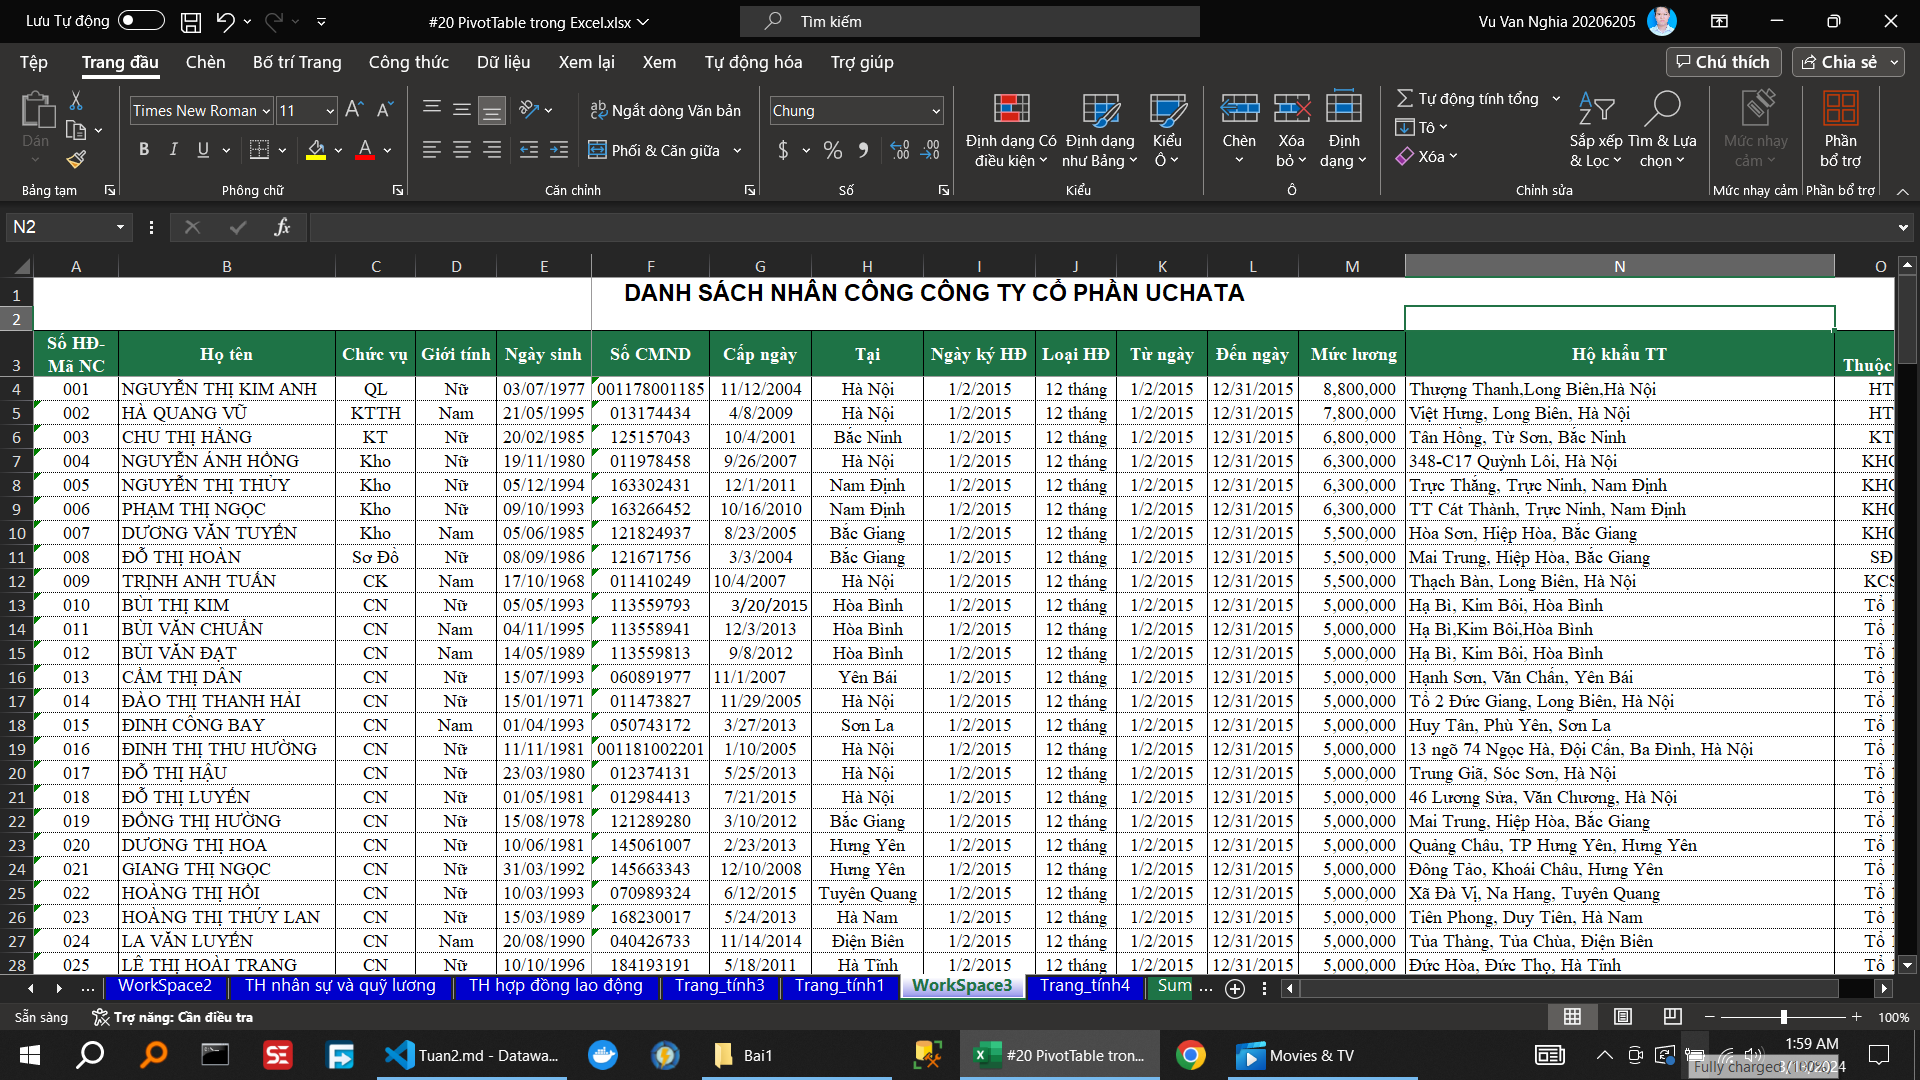 Lưu Tự động
#20 PivotTable trong Excel.xlsx
Tìm kiếm
Vu Van Nghia 20206205
Tệp Trang đầu Chèn Bố trí Trang Công thức Dữ liệu Xem lại Xem Tự động hóa Trợ giúp
Chú thích Chia sẻ
Dán
Times New Roman 11
Ngắt dòng Văn bản
Phối & Căn giữa
Chung
Định dạng Có điều kiện
Định dạng như Bảng
Kiểu Ô
Chèn
Xóa bỏ
Định dạng
Tự động tính tổng
Tô
Xóa
Sắp xếp & Lọc
Tìm & Lựa chọn
Mức nhạy cảm
Phần bổ trợ
Bảng tạm Phông chữ Căn chỉnh Số Kiểu Ô Chỉnh sửa Mức nhạy cảm Phần bổ trợ
N2
A B C D E F G H I J K L M N O
1 DANH SÁCH NHÂN CÔNG CÔNG TY CỔ PHẦN UCHATA
2
3 Số HĐ-Mã NC Họ tên Chức vụ Giới tính Ngày sinh Số CMND Cấp ngày Tại Ngày ký HĐ Loại HĐ Từ ngày Đến ngày Mức lương Hộ khẩu TT Thuộc
4 001 NGUYỄN THỊ KIM ANH QL Nữ 03/07/1977 001178001185 11/12/2004 Hà Nội 1/2/2015 12 tháng 1/2/2015 12/31/2015 8,800,000 Thượng Thanh,Long Biên,Hà Nội HT
5 002 HÀ QUANG VŨ KTTH Nam 21/05/1995 013174434 4/8/2009 Hà Nội 1/2/2015 12 tháng 1/2/2015 12/31/2015 7,800,000 Việt Hưng, Long Biên, Hà Nội HT
6 003 CHU THỊ HẰNG KT Nữ 20/02/1985 125157043 10/4/2001 Bắc Ninh 1/2/2015 12 tháng 1/2/2015 12/31/2015 6,800,000 Tân Hồng, Từ Sơn, Bắc Ninh KT
7 004 NGUYỄN ÁNH HỒNG Kho Nữ 19/11/1980 011978458 9/26/2007 Hà Nội 1/2/2015 12 tháng 1/2/2015 12/31/2015 6,300,000 348-C17 Quỳnh Lôi, Hà Nội KHO
8 005 NGUYỄN THỊ THỦY Kho Nữ 05/12/1994 163302431 12/1/2011 Nam Định 1/2/2015 12 tháng 1/2/2015 12/31/2015 6,300,000 Trực Thắng, Trực Ninh, Nam Định KHO
9 006 PHẠM THỊ NGỌC Kho Nữ 09/10/1993 163266452 10/16/2010 Nam Định 1/2/2015 12 tháng 1/2/2015 12/31/2015 6,300,000 TT Cát Thành, Trực Ninh, Nam Định KHO
10 007 DƯƠNG VĂN TUYẾN Kho Nam 05/06/1985 121824937 8/23/2005 Bắc Giang 1/2/2015 12 tháng 1/2/2015 12/31/2015 5,500,000 Hòa Sơn, Hiệp Hòa, Bắc Giang KHO
11 008 ĐỖ THỊ HOÀN Sơ Đồ Nữ 08/09/1986 121671756 3/3/2004 Bắc Giang 1/2/2015 12 tháng 1/2/2015 12/31/2015 5,500,000 Mai Trung, Hiệp Hòa, Bắc Giang SĐ
12 009 TRỊNH ANH TUẤN CK Nam 17/10/1968 011410249 10/4/2007 Hà Nội 1/2/2015 12 tháng 1/2/2015 12/31/2015 5,500,000 Thạch Bàn, Long Biên, Hà Nội KCS
13 010 BÙI THỊ KIM CN Nữ 05/05/1993 113559793 3/20/2015 Hòa Bình 1/2/2015 12 tháng 1/2/2015 12/31/2015 5,000,000 Hạ Bì, Kim Bôi, Hòa Bình Tổ 1
14 011 BÙI VĂN CHUẨN CN Nam 04/11/1995 113558941 12/3/2013 Hòa Bình 1/2/2015 12 tháng 1/2/2015 12/31/2015 5,000,000 Hạ Bì,Kim Bôi,Hòa Bình Tổ 1
15 012 BÙI VĂN ĐẠT CN Nam 14/05/1989 113559813 9/8/2012 Hòa Bình 1/2/2015 12 tháng 1/2/2015 12/31/2015 5,000,000 Hạ Bì, Kim Bôi, Hòa Bình Tổ 1
16 013 CẦM THỊ DÂN CN Nữ 15/07/1993 060891977 11/1/2007 Yên Bái 1/2/2015 12 tháng 1/2/2015 12/31/2015 5,000,000 Hạnh Sơn, Văn Chấn, Yên Bái Tổ 1
17 014 ĐÀO THỊ THANH HẢI CN Nữ 15/01/1971 011473827 11/29/2005 Hà Nội 1/2/2015 12 tháng 1/2/2015 12/31/2015 5,000,000 Tổ 2 Đức Giang, Long Biên, Hà Nội Tổ 1
18 015 ĐINH CÔNG BAY CN Nam 01/04/1993 050743172 3/27/2013 Sơn La 1/2/2015 12 tháng 1/2/2015 12/31/2015 5,000,000 Huy Tân, Phù Yên, Sơn La Tổ 1
19 016 ĐINH THỊ THU HƯỜNG CN Nữ 11/11/1981 001181002201 1/10/2005 Hà Nội 1/2/2015 12 tháng 1/2/2015 12/31/2015 5,000,000 13 ngõ 74 Ngọc Hà, Đội Cấn, Ba Đình, Hà Nội Tổ 1
20 017 ĐỖ THỊ HẬU CN Nữ 23/03/1980 012374131 5/25/2013 Hà Nội 1/2/2015 12 tháng 1/2/2015 12/31/2015 5,000,000 Trung Giã, Sóc Sơn, Hà Nội Tổ 1
21 018 ĐỖ THỊ LUYẾN CN Nữ 01/05/1981 012984413 7/21/2015 Hà Nội 1/2/2015 12 tháng 1/2/2015 12/31/2015 5,000,000 46 Lương Sửa, Văn Chương, Hà Nội Tổ 1
22 019 ĐỒNG THỊ HƯỜNG CN Nữ 15/08/1978 121289280 3/10/2012 Bắc Giang 1/2/2015 12 tháng 1/2/2015 12/31/2015 5,000,000 Mai Trung, Hiệp Hòa, Bắc Giang Tổ 1
23 020 DƯƠNG THỊ HOA CN Nữ 10/06/1981 145061007 2/23/2013 Hưng Yên 1/2/2015 12 tháng 1/2/2015 12/31/2015 5,000,000 Quảng Châu, TP Hưng Yên, Hưng Yên Tổ 1
24 021 GIANG THỊ NGỌC CN Nữ 31/03/1992 145663343 12/10/2008 Hưng Yên 1/2/2015 12 tháng 1/2/2015 12/31/2015 5,000,000 Đông Tảo, Khoái Châu, Hưng Yên Tổ 1
25 022 HOÀNG THỊ HỒI CN Nữ 10/03/1993 070989324 6/12/2015 Tuyên Quang 1/2/2015 12 tháng 1/2/2015 12/31/2015 5,000,000 Xã Đà Vị, Na Hang, Tuyên Quang Tổ 1
26 023 HOÀNG THỊ THÚY LAN CN Nữ 15/03/1989 168230017 5/24/2013 Hà Nam 1/2/2015 12 tháng 1/2/2015 12/31/2015 5,000,000 Tiên Phong, Duy Tiên, Hà Nam Tổ 1
27 024 LA VĂN LUYẾN CN Nam 20/08/1990 040426733 11/14/2014 Điện Biên 1/2/2015 12 tháng 1/2/2015 12/31/2015 5,000,000 Tủa Thàng, Tủa Chùa, Điện Biên Tổ 1
28 025 LÊ THỊ HOÀI TRANG CN Nữ 10/10/1996 184193191 5/18/2011 Hà Tĩnh 1/2/2015 12 tháng 1/2/2015 12/31/2015 5,000,000 Đức Hòa, Đức Thọ, Hà Tĩnh Tổ 1
... WorkSpace2 TH nhân sự và quỹ lương TH hợp đồng lao động Trang_tính3 Trang_tính1 WorkSpace3 Trang_tính4 Sum ...
Sẵn sàng Trợ năng: Cần điều tra 100%
Tuan2.md - Datawa...
Bai1
#20 PivotTable tron...
Movies & TV
1:59 AM
Fully charged (100%)